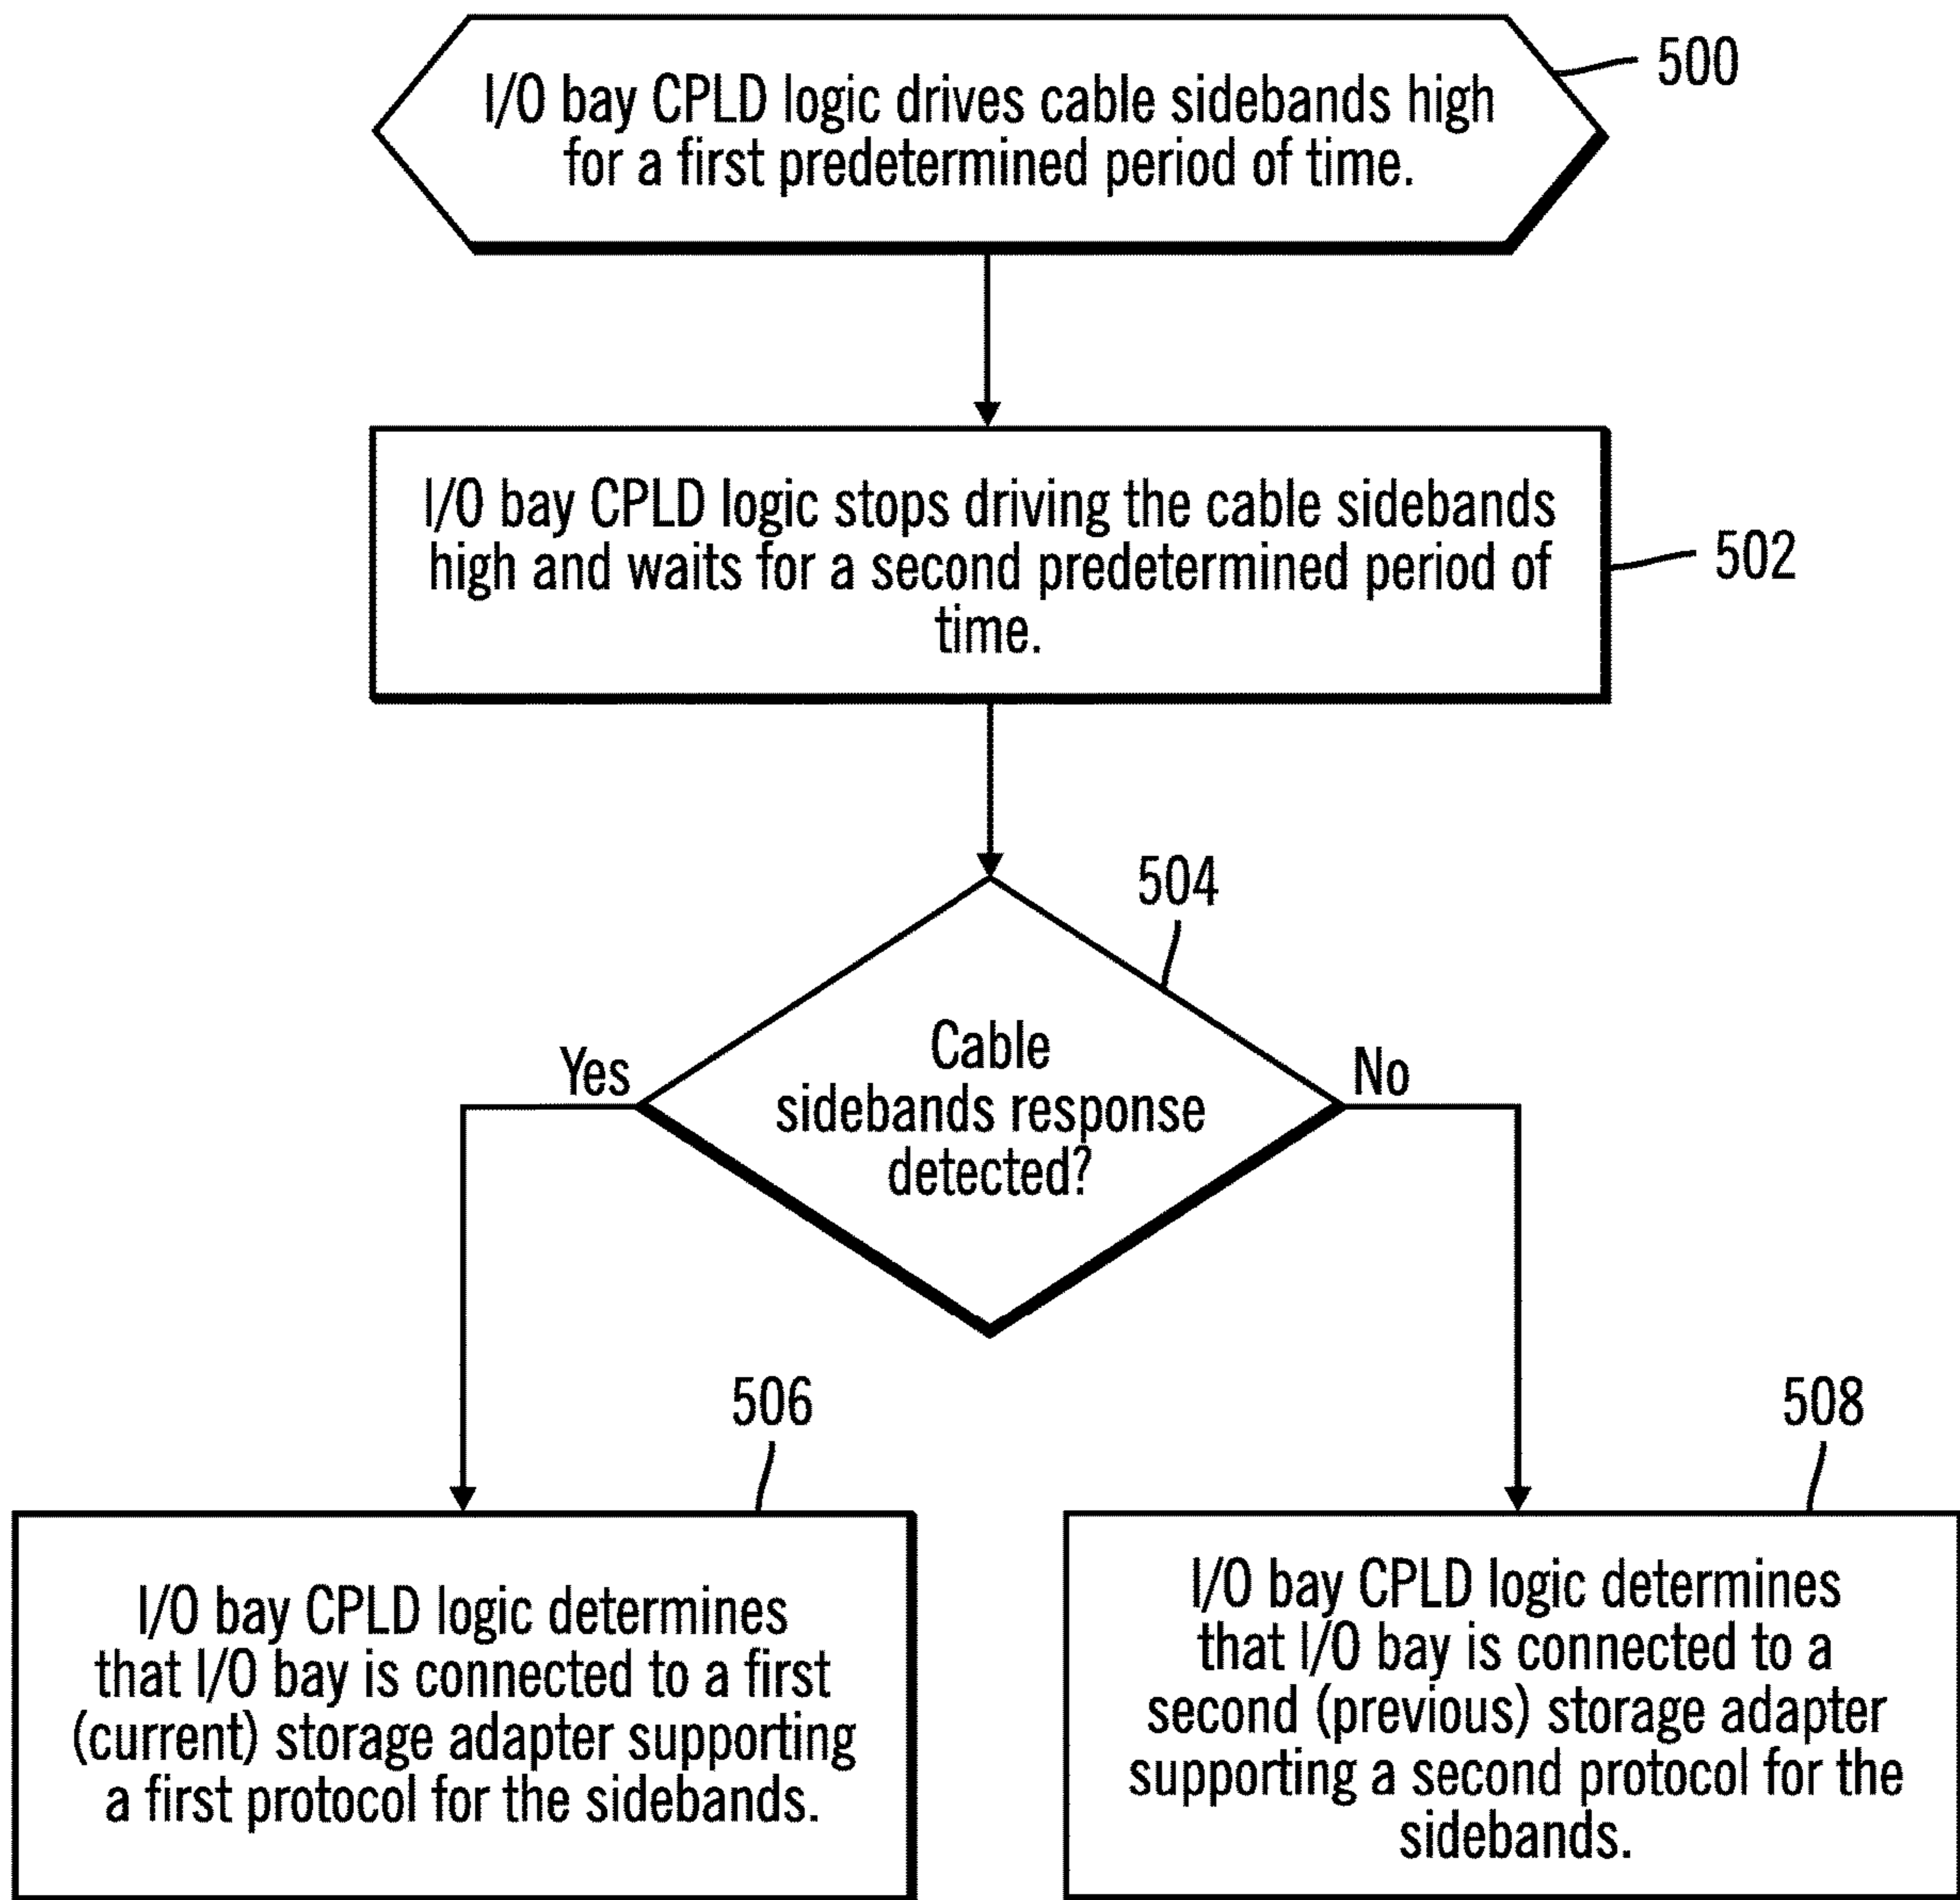 I/O bay CPLD logic drives cable sidebands high
for a first predetermined period of time.
500
I/O bay CPLD logic stops driving the cable sidebands
high and waits for a second predetermined period of
time.
502
504
Cable
sidebands response
detected?
Yes
No
506
508
I/O bay CPLD logic determines
that I/O bay is connected to a first
(current) storage adapter supporting
a first protocol for the sidebands.
I/O bay CPLD logic determines
that I/O bay is connected to a
second (previous) storage adapter
supporting a second protocol for the
sidebands.